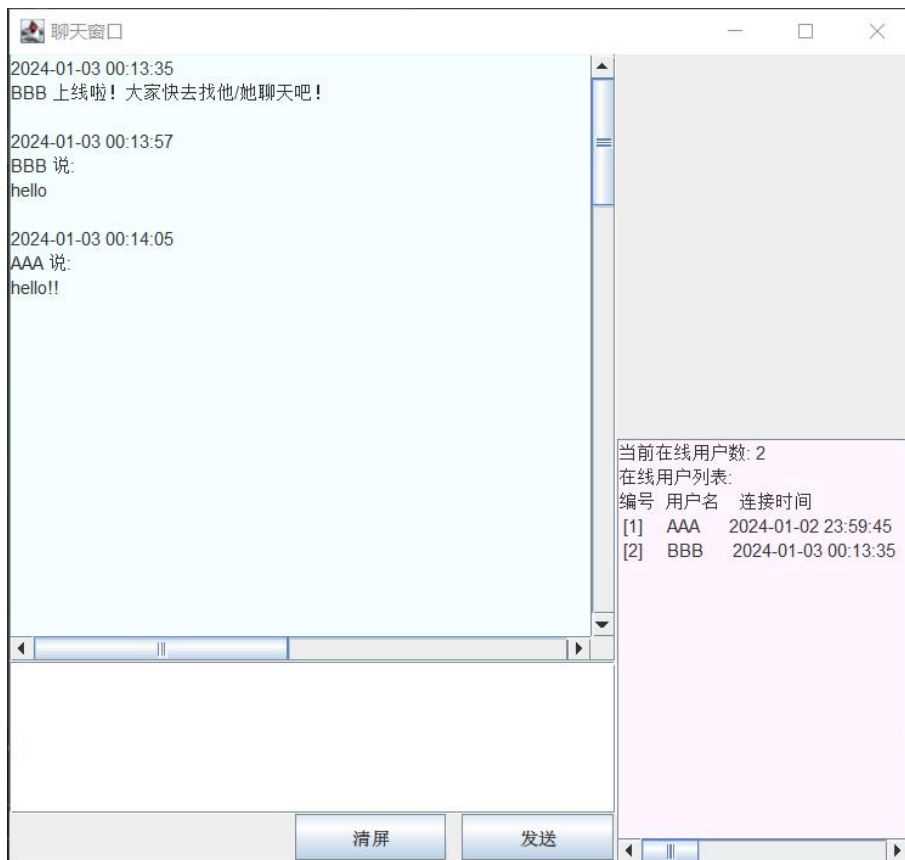 聊天窗口
2024-01-03 00:13:35
BBB 上线啦！大家快去找他/她聊天吧！
2024-01-03 00:13:57
BBB 说:
hello
2024-01-03 00:14:05
AAA 说:
hello!!
当前在线用户数: 2
在线用户列表:
编号 用户名 连接时间
[1] AAA 2024-01-02 23:59:45
[2] BBB 2024-01-03 00:13:35
清屏 发送